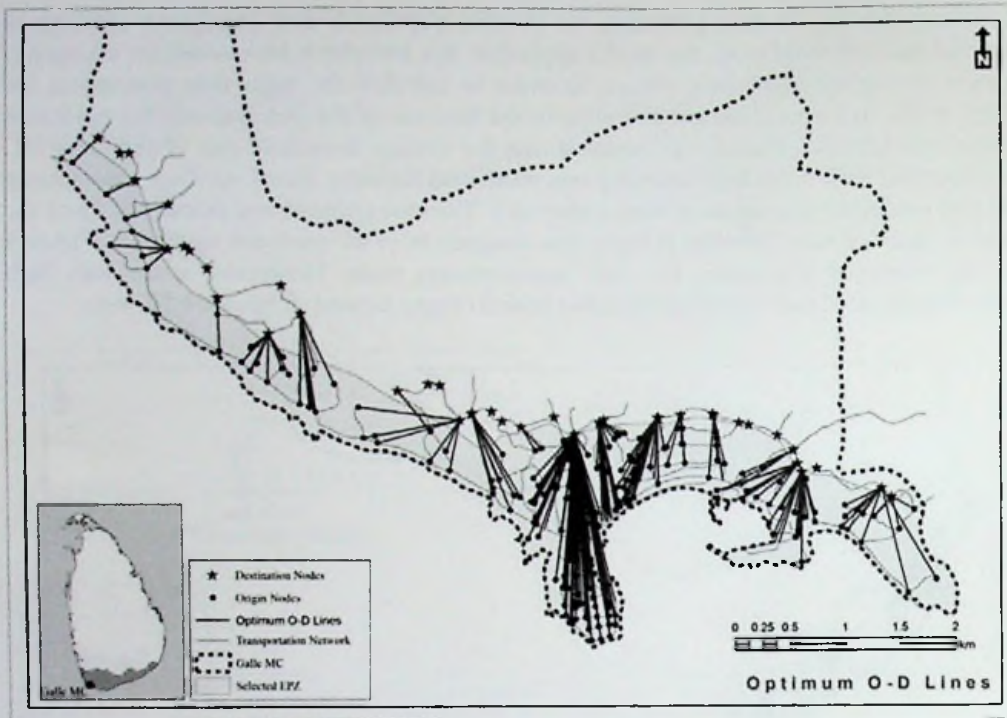 N
Destination Nodes
Origin Nodes
Optimum O-D Lines
Transportation Network
Galle MC
Selected EPZ
Galle MC
0 0.25 0.5 1 1.5 2
km
Optimum O-D Lines